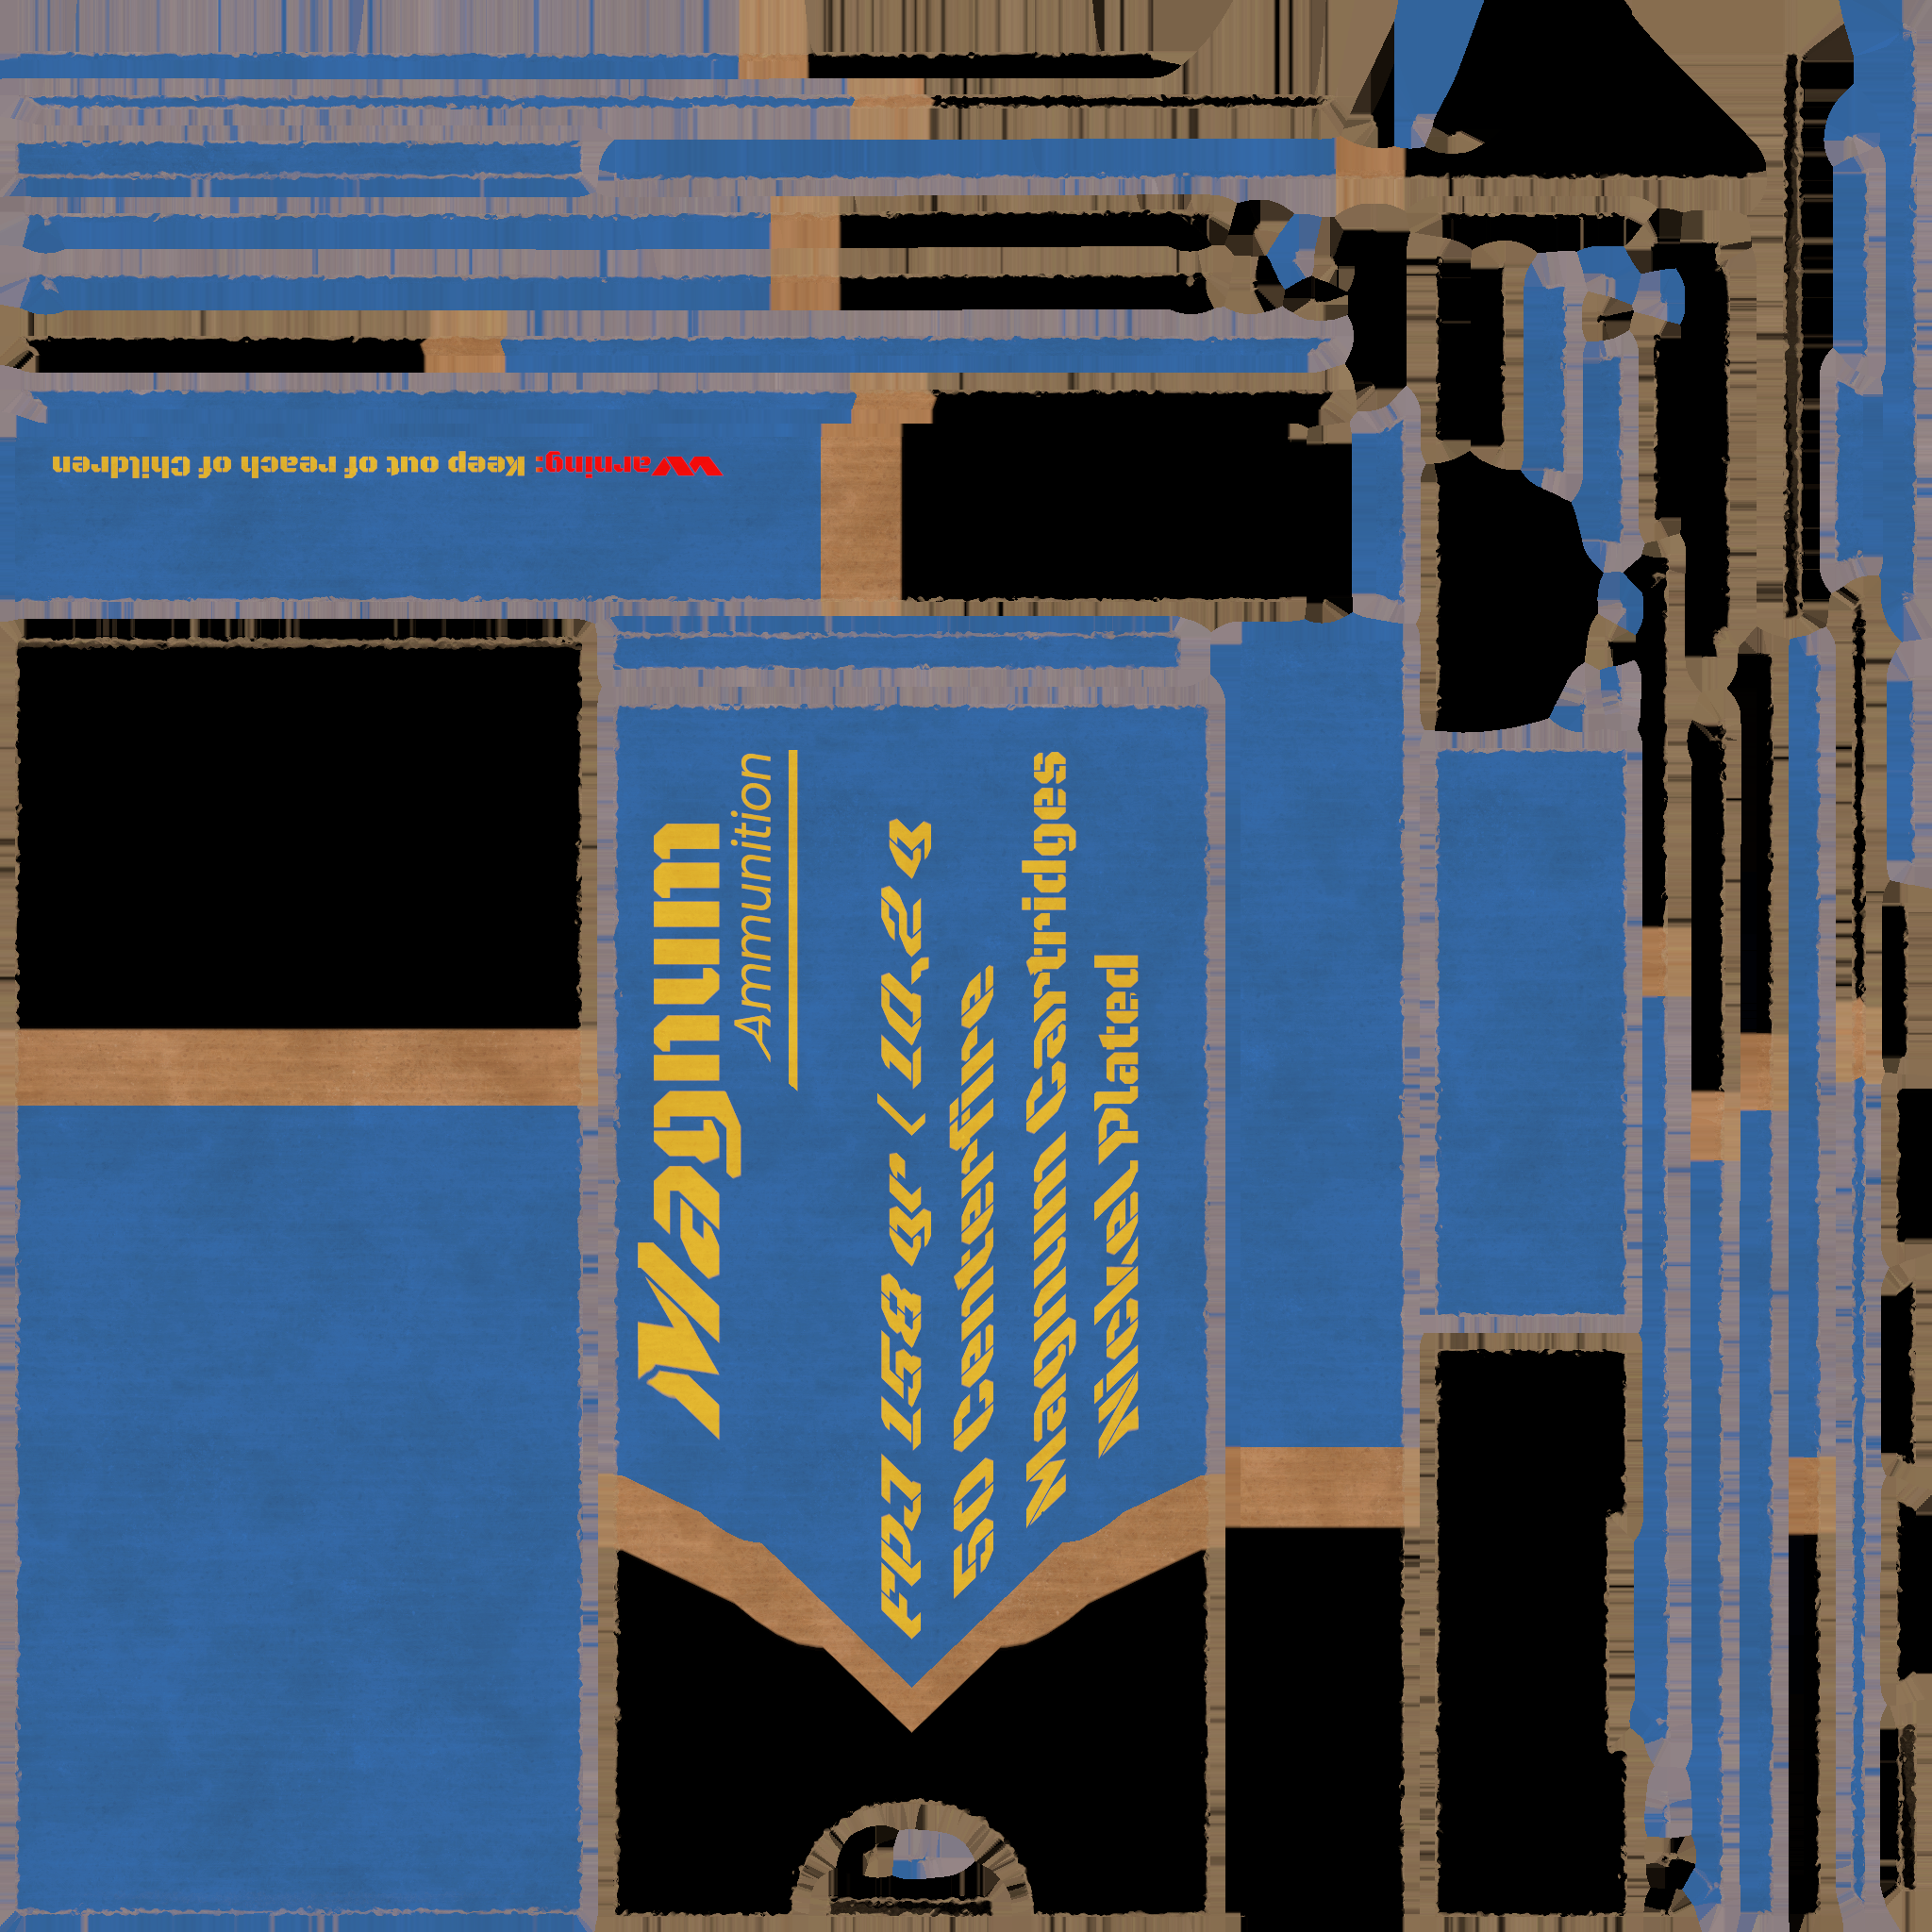 Warning: Keep out of reach of Children
Magnum
Ammunition
FPJ 158 gr. / 10,2 g
50 Centerfire
Magnum Cartridges
Nickel Plated